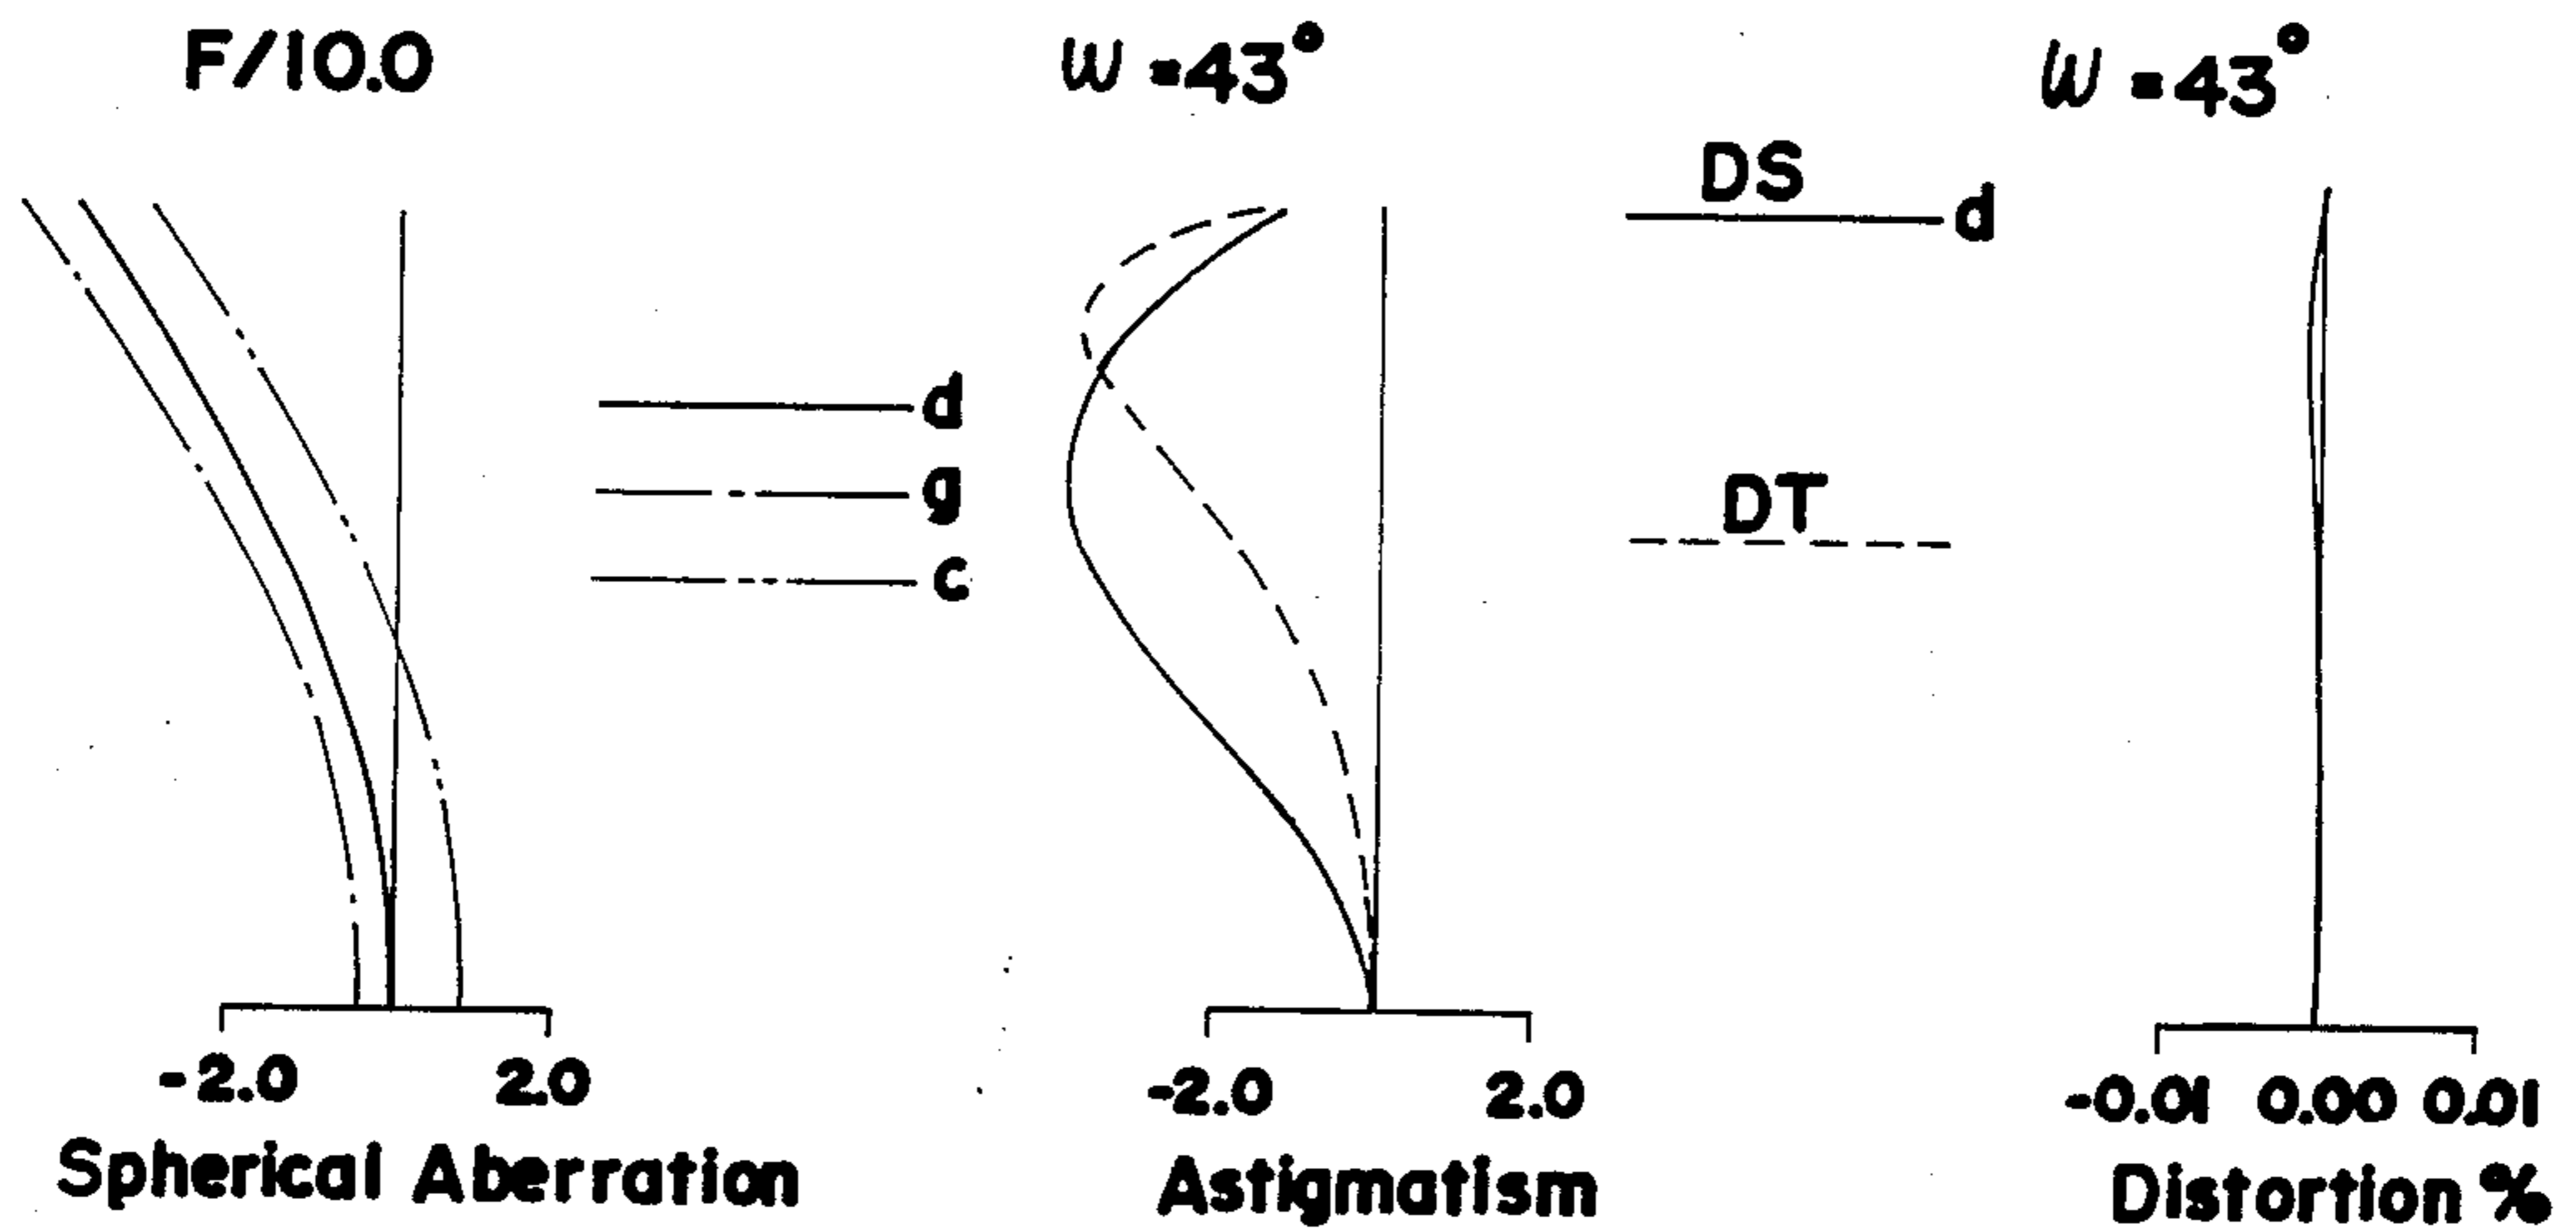 F/10.0
W = 43°
W = 43°
DS
d
d
g
c
DT
-2.0 2.0
-2.0 2.0
-0.01 0.00 0.01
Spherical Aberration
Astigmatism
Distortion %